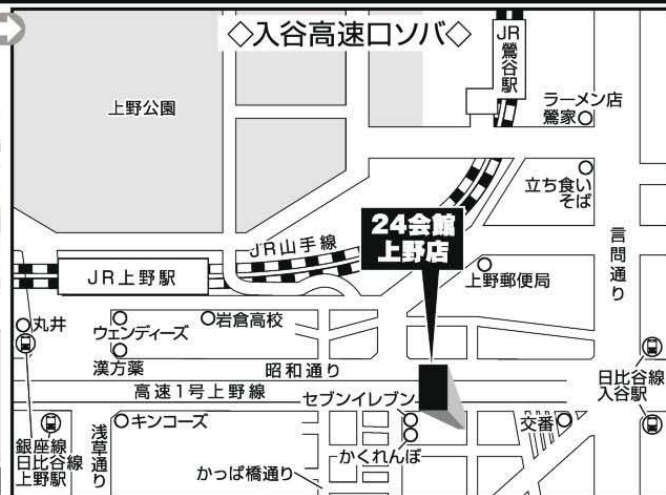 ◇入谷高速口ソバ◇
JR
鶯谷駅
上野公園
ラーメン店
鶯家
立ち食い
そば
24会館
上野店
JR山手線
JR上野駅
上野郵便局
言問通り
丸井
ウェンディーズ
岩倉高校
漢方薬
昭和通り
高速1号上野線
セブンイレブン
日比谷線
入谷駅
キンコーズ
交番
銀座線
日比谷線
上野駅
浅草通り
かくれんぼ
かっぱ橋通り